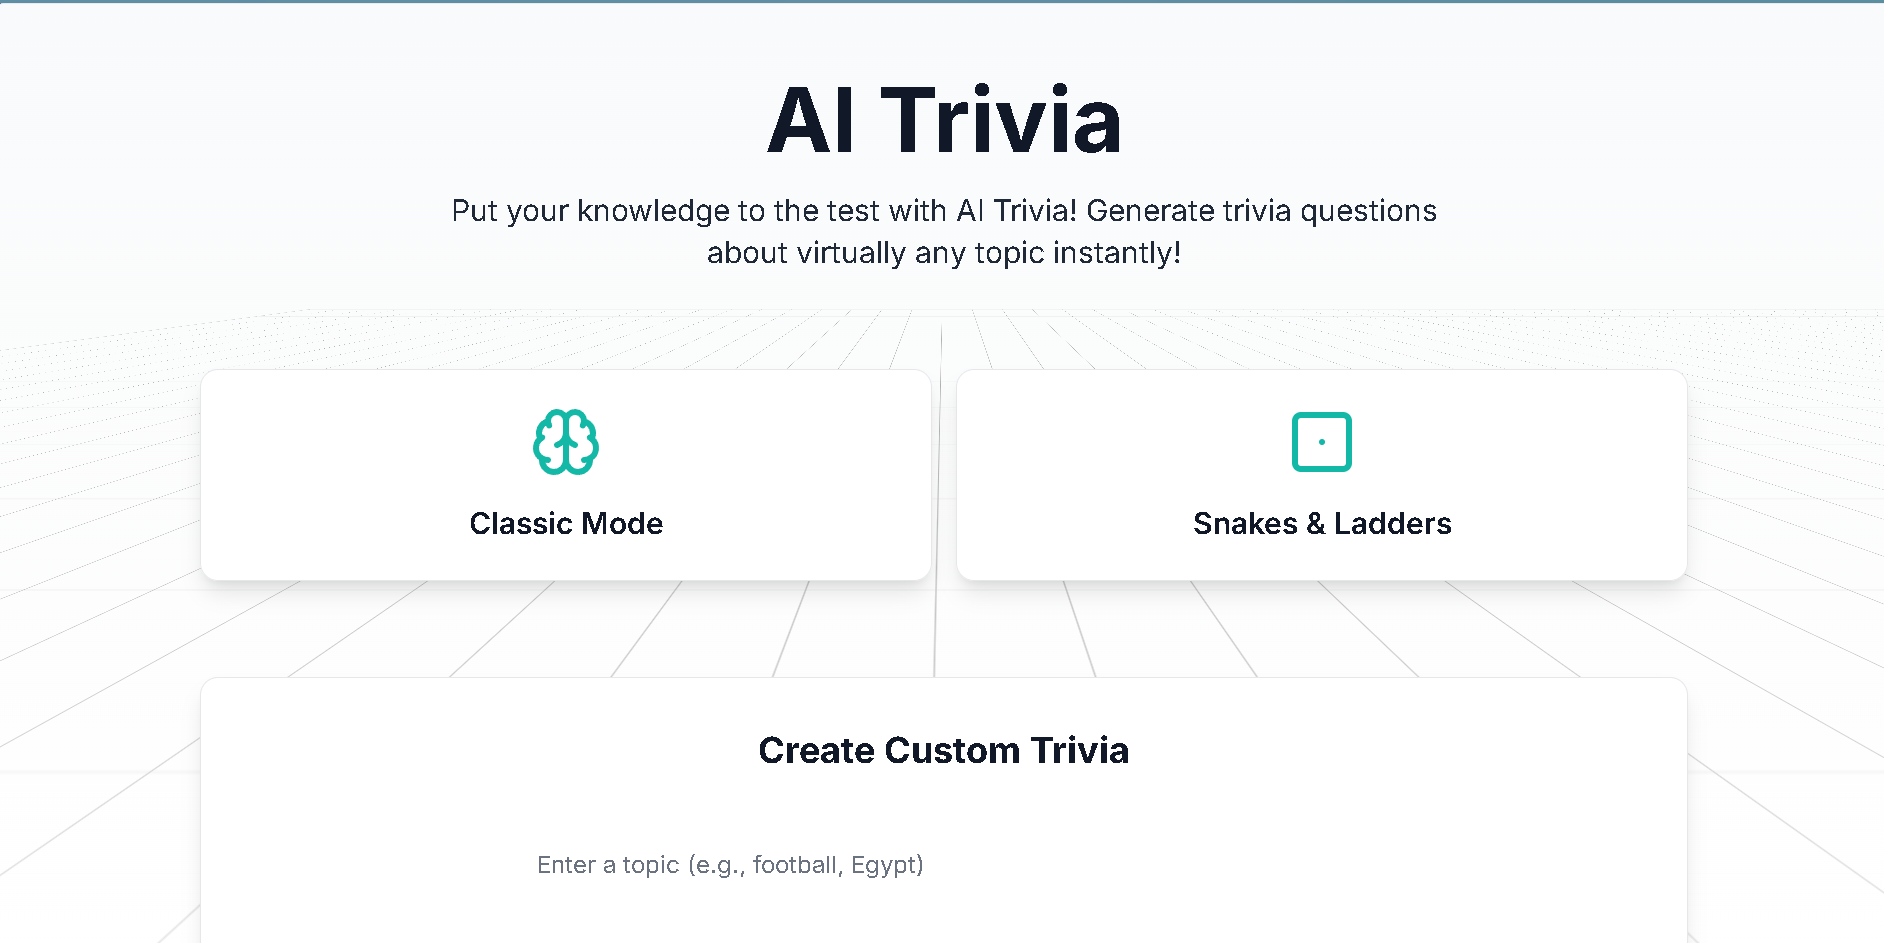 AI Trivia
Put your knowledge to the test with AI Trivia! Generate trivia questions
about virtually any topic instantly!
Classic Mode
Snakes & Ladders
Create Custom Trivia
Enter a topic (e.g., football, Egypt)